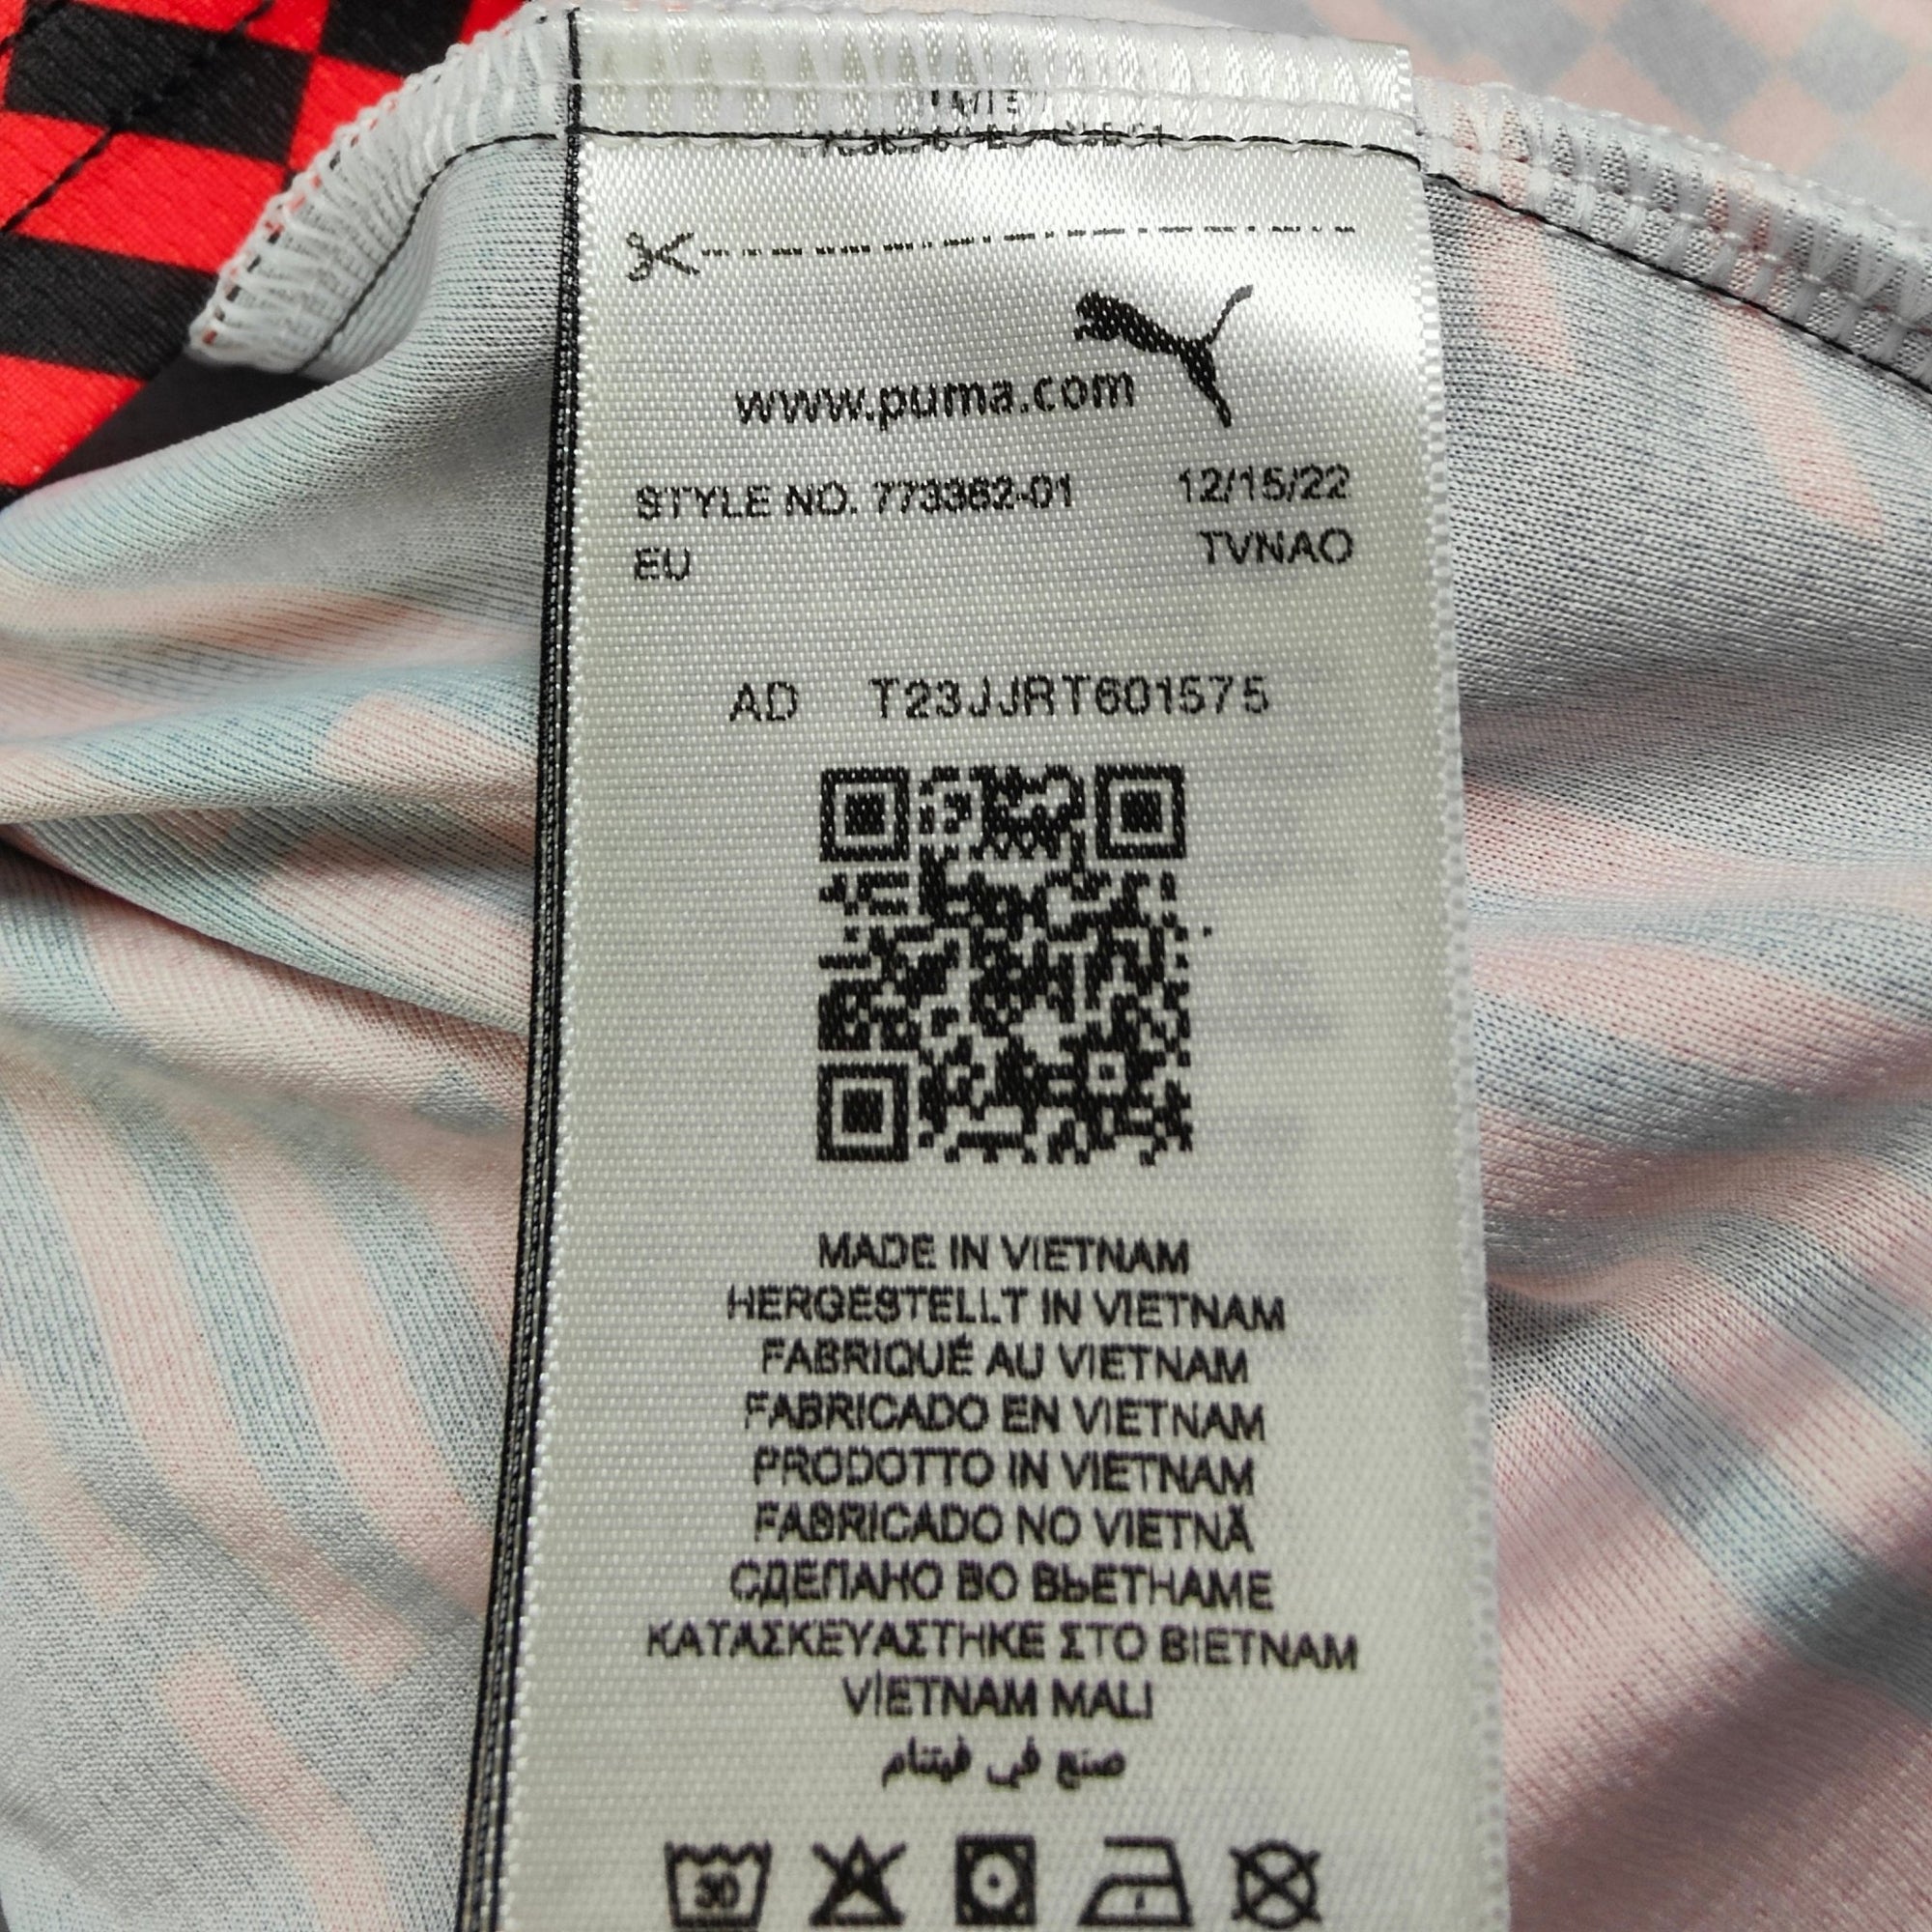 www.puma.com
STYLE NO. 773362-01 12/15/22
EU TVNAO
AD T23JJRT601575
MADE IN VIETNAM
HERGESTELLT IN VIETNAM
FABRIQUÉ AU VIETNAM
FABRICADO EN VIETNAM
PRODOTTO IN VIETNAM
FABRICADO NO VIETNÃ
СДЕЛАНО ВО ВЬЕТНАМЕ
ΚΑΤΑΣΚΕΥΑΣΤΗΚΕ ΣΤΟ ΒΙΕΤΝΑΜ
VİETNAM MALI
صنع في فيتنام
30